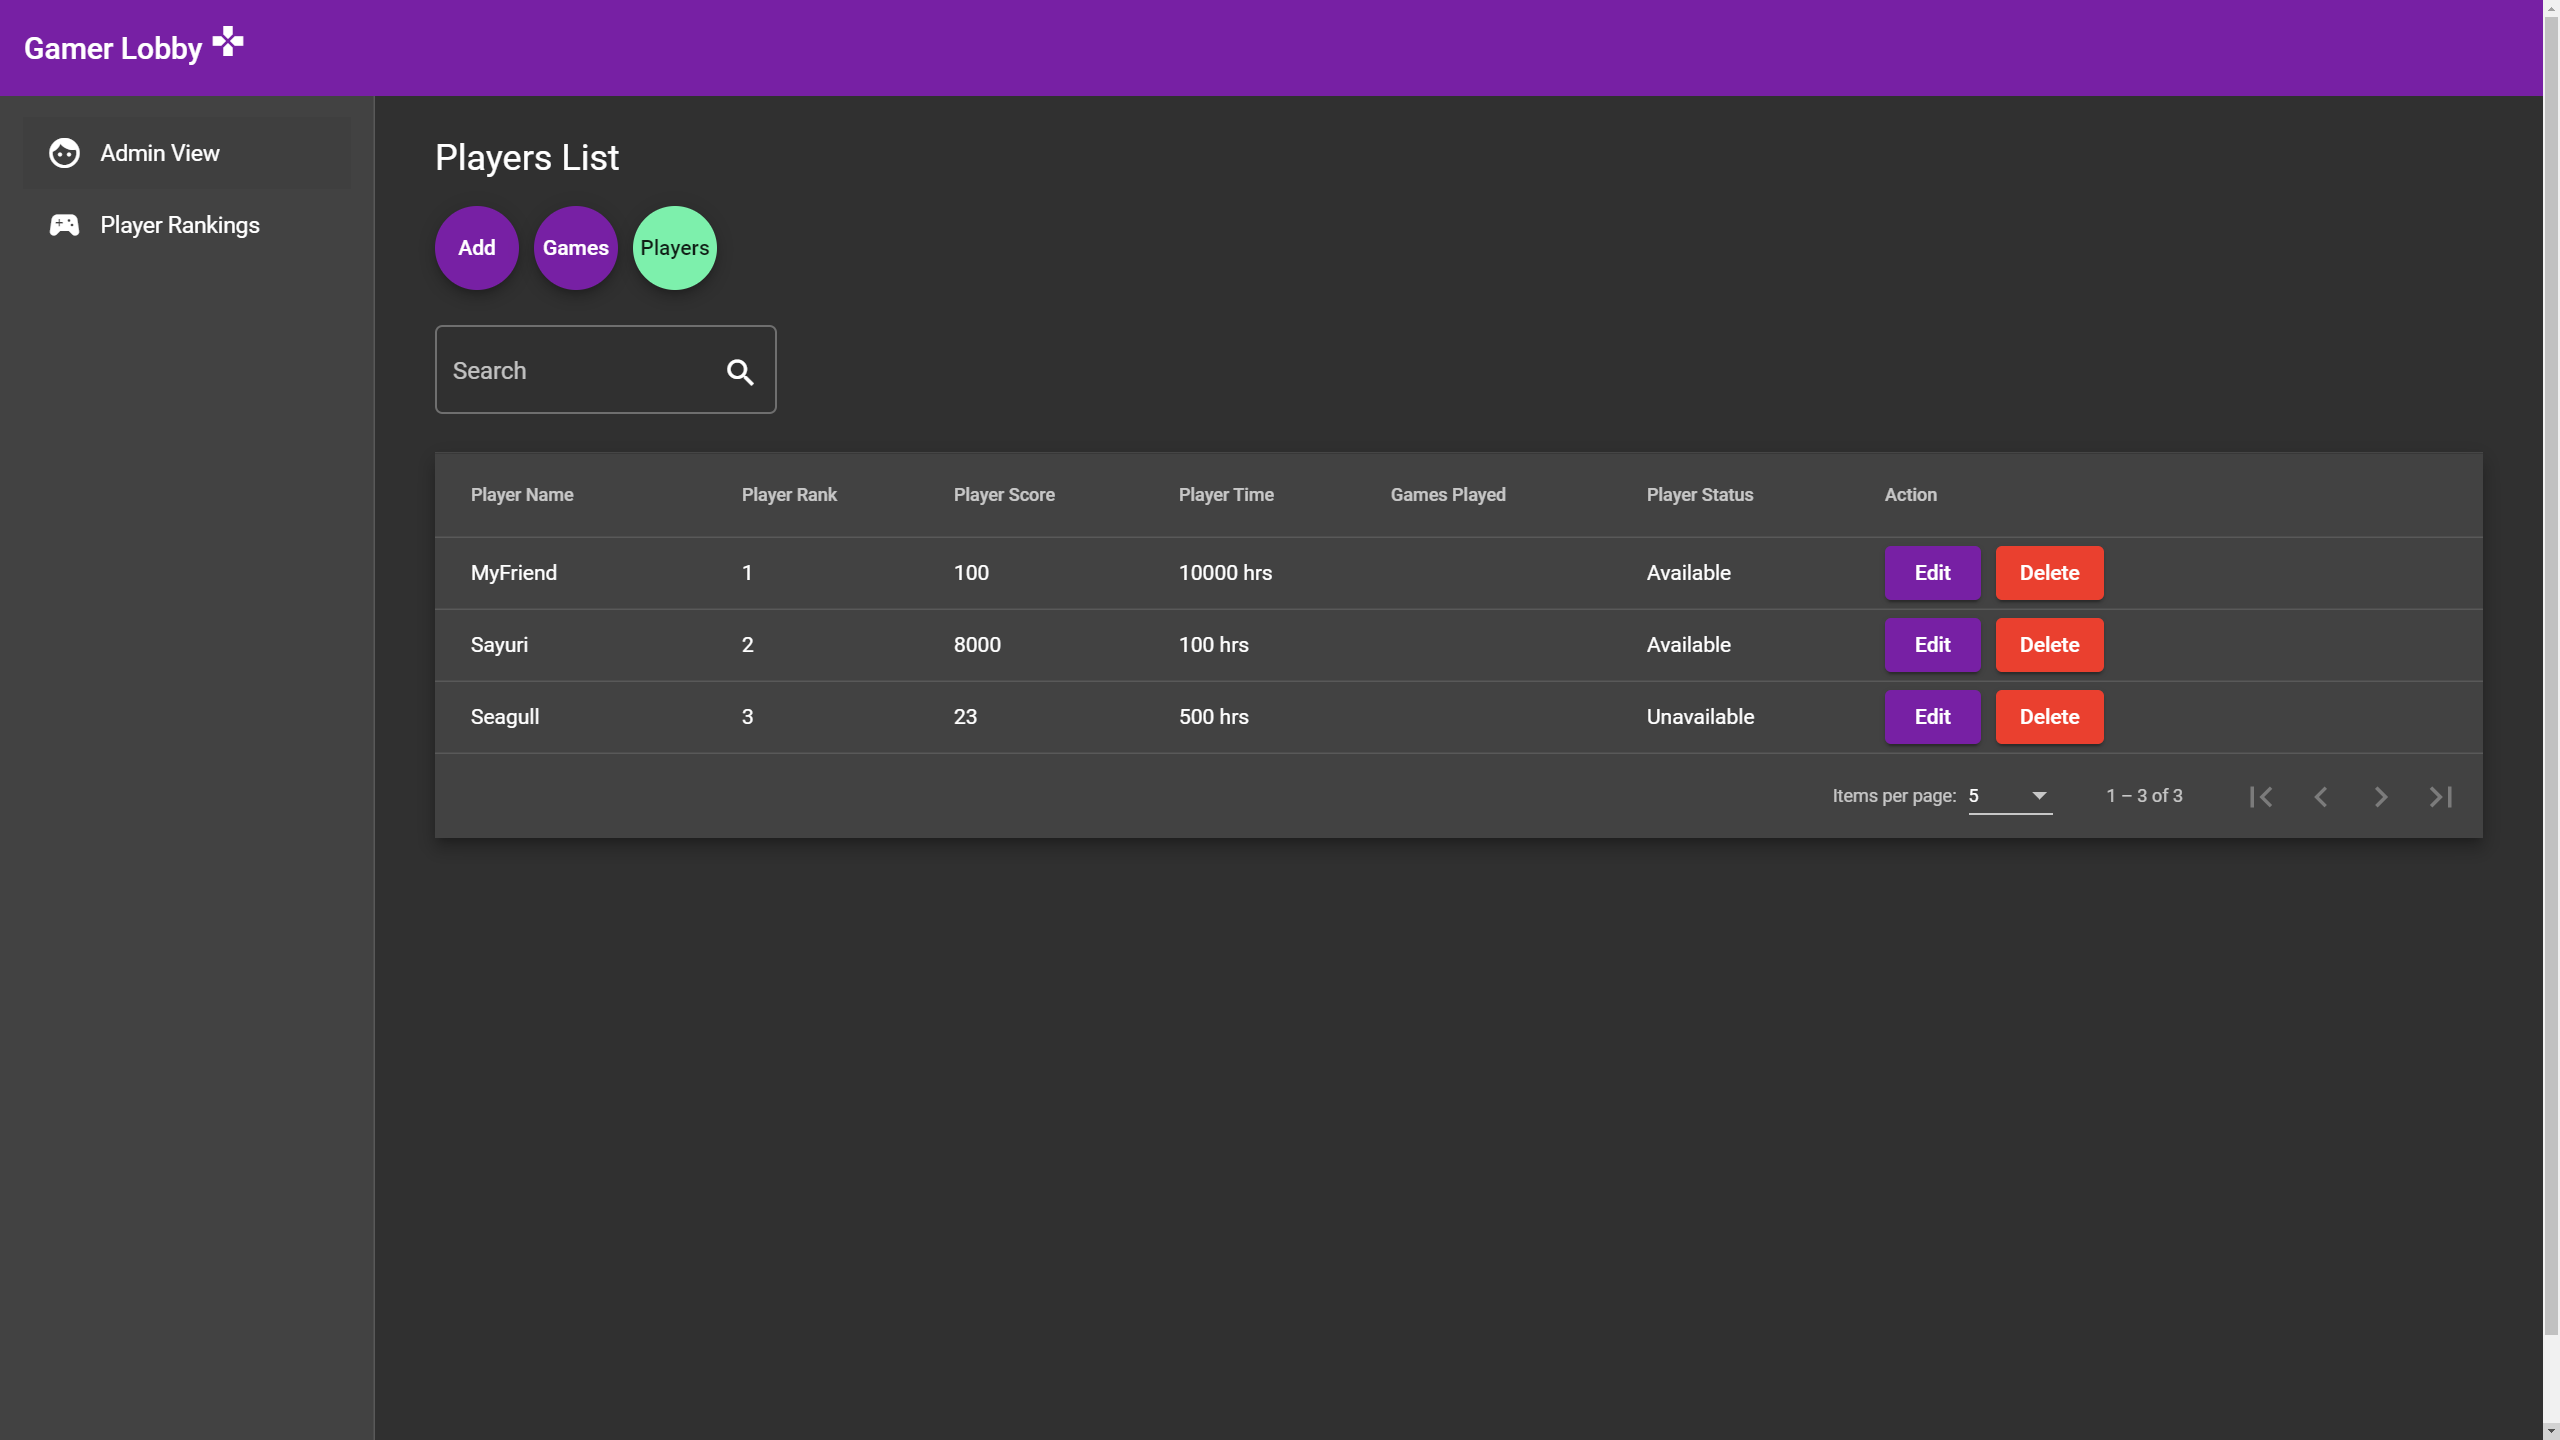 Gamer Lobby
Admin View
Player Rankings
Players List
Add Games Players
Search
Player Name Player Rank Player Score Player Time Games Played Player Status Action
MyFriend 1 100 10000 hrs Available Edit Delete
Sayuri 2 8000 100 hrs Available Edit Delete
Seagull 3 23 500 hrs Unavailable Edit Delete
Items per page: 5 1 – 3 of 3